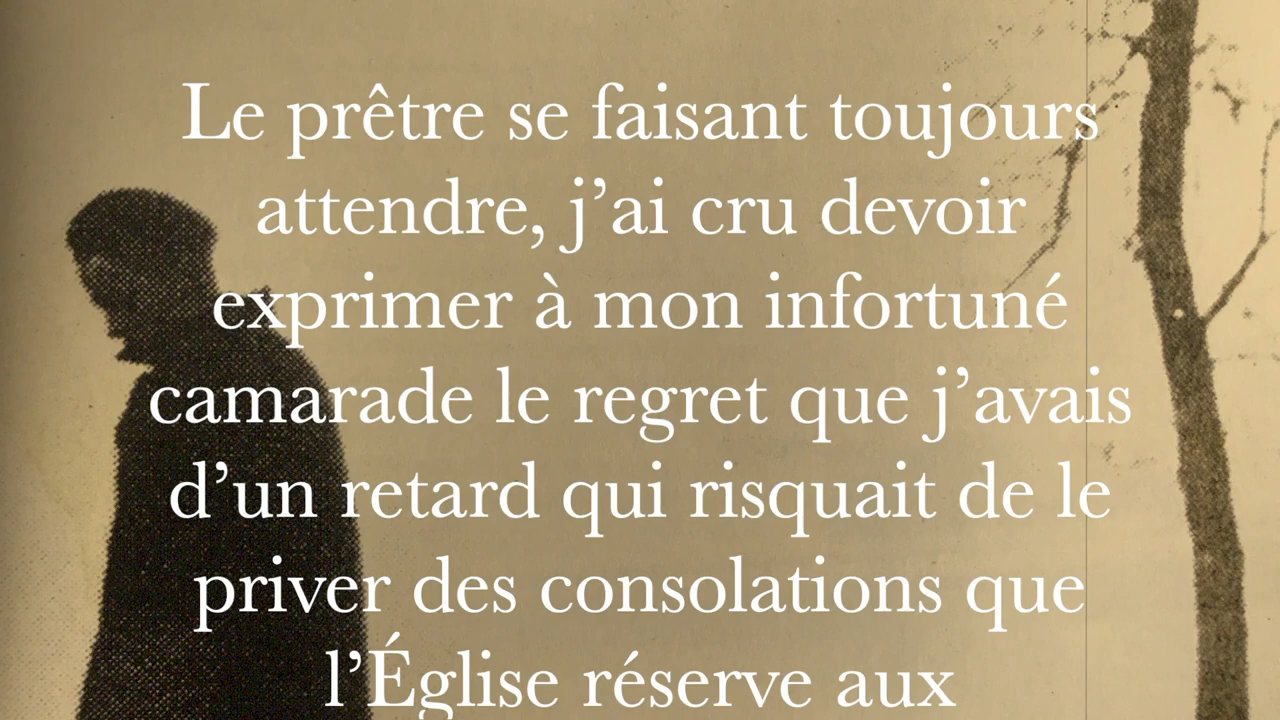 Le prêtre se faisant toujours
attendre, j’ai cru devoir
exprimer à mon infortuné
camarade le regret que j’avais
d’un retard qui risquait de le
priver des consolations que
l’Église réserve aux